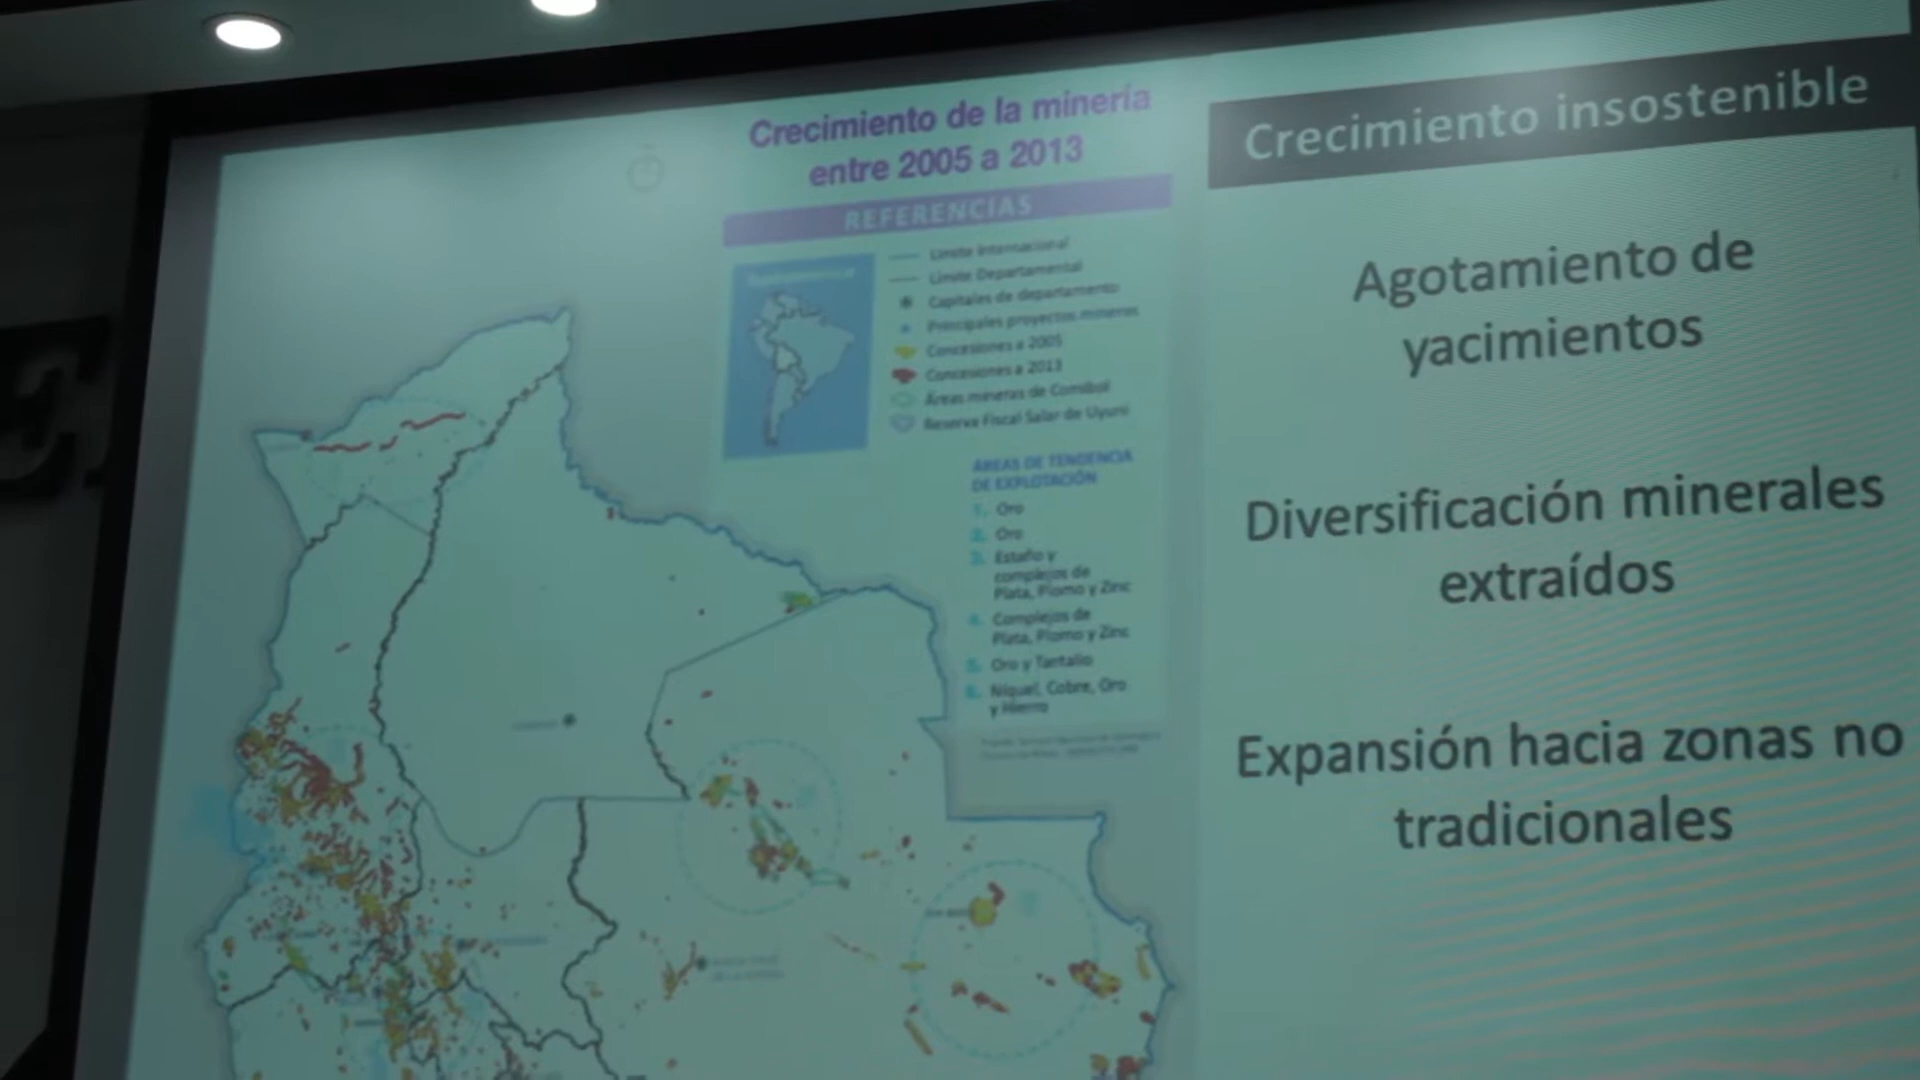 Crecimiento de la minería
entre 2005 a 2013
REFERENCIAS
Límite Internacional
Límite Departamental
Capitales de departamento
Principales proyectos mineros
Concesiones a 2005
Concesiones a 2013
Áreas mineras de Comibol
Reserva Fiscal Salar de Uyuni
ÁREAS DE TENDENCIA
DE EXPLOTACIÓN
1. Oro
2. Oro
3. Estaño y
complejos de
Plata, Plomo y Zinc
4. Complejos de
Plata, Plomo y Zinc
5. Oro y Tantalio
6. Niquel, Cobre, Oro
y Hierro
Crecimiento insostenible
Agotamiento de
yacimientos
Diversificación minerales
extraídos
Expansión hacia zonas no
tradicionales